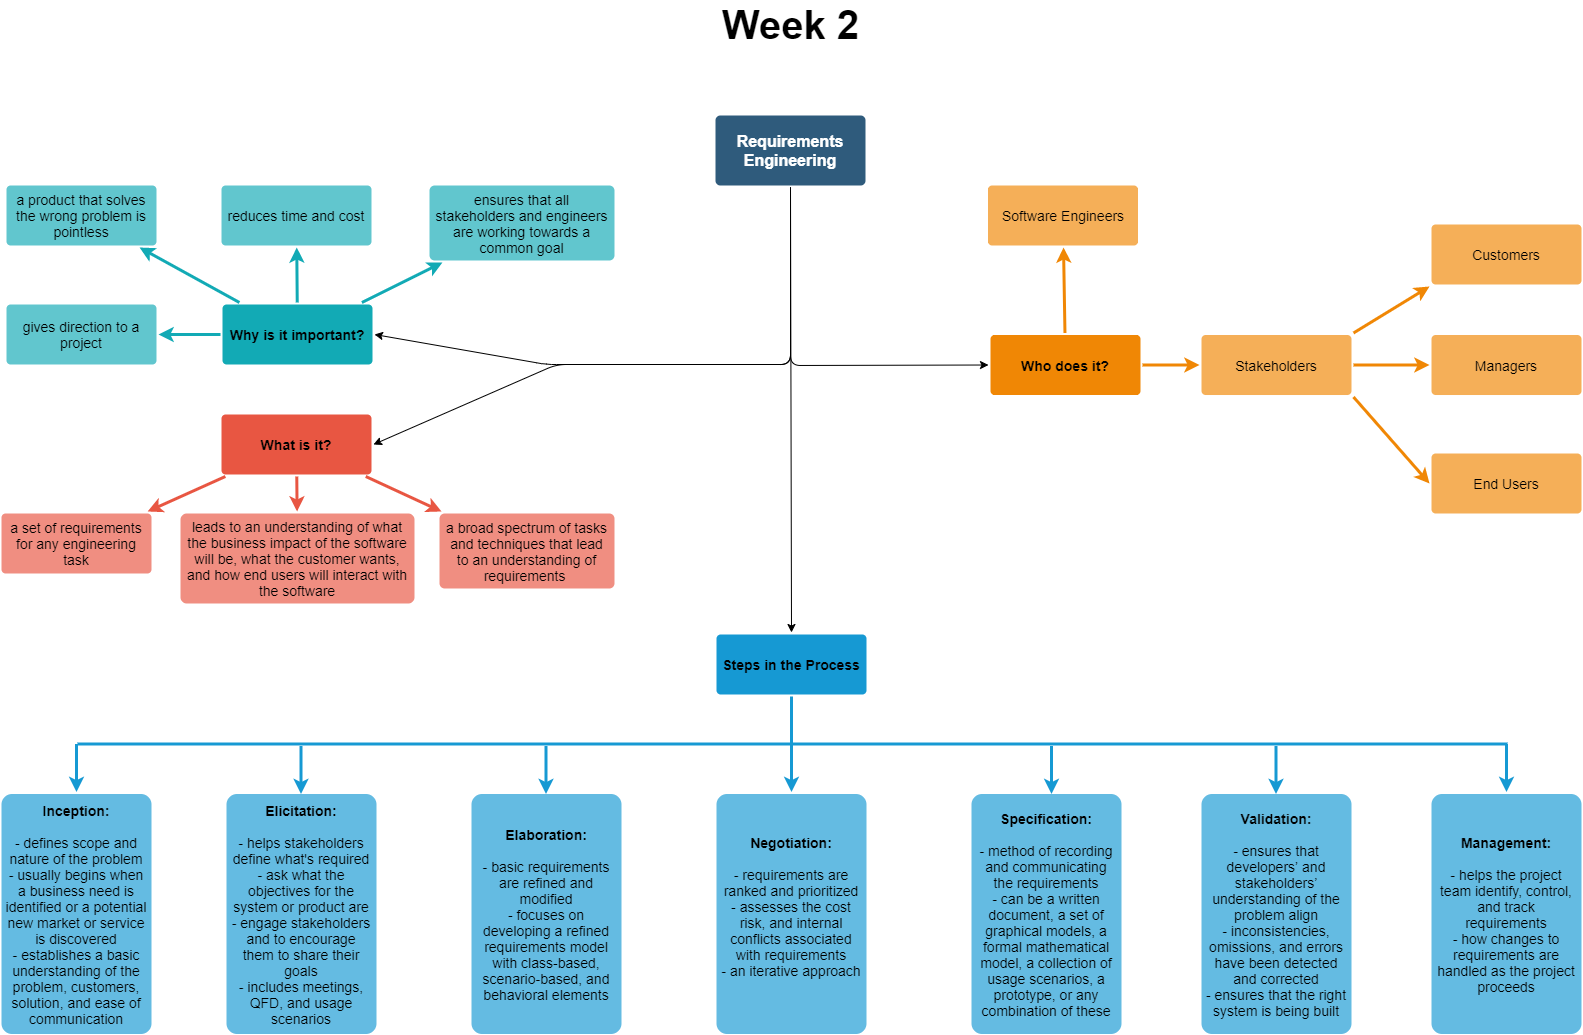 Week 2
Requirements
Engineering
a product that solves
the wrong problem is
pointless
reduces time and cost
ensures that all
stakeholders and engineers
are working towards a
common goal
gives direction to a
project
Why is it important?
Software Engineers
Who does it?
Stakeholders
Customers
Managers
End Users
What is it?
a set of requirements
for any engineering
task
leads to an understanding of what
the business impact of the software
will be, what the customer wants,
and how end users will interact with
the software
a broad spectrum of tasks
and techniques that lead
to an understanding of
requirements
Steps in the Process
Inception:
- defines scope and
nature of the problem
- usually begins when
a business need is
identified or a potential
new market or service
is discovered
- establishes a basic
understanding of the
problem, customers,
solution, and ease of
communication
Elicitation:
- helps stakeholders
define what's required
- ask what the
objectives for the
system or product are
- engage stakeholders
and to encourage
them to share their
goals
- includes meetings,
QFD, and usage
scenarios
Elaboration:
- basic requirements
are refined and
modified
- focuses on
developing a refined
requirements model
with class-based,
scenario-based, and
behavioral elements
Negotiation:
- requirements are
ranked and prioritized
- assesses the cost
risk, and internal
conflicts associated
with requirements
- an iterative approach
Specification:
- method of recording
and communicating
the requirements
- can be a written
document, a set of
graphical models, a
formal mathematical
model, a collection of
usage scenarios, a
prototype, or any
combination of these
Validation:
- ensures that
developers’ and
stakeholders’
understanding of the
problem align
- inconsistencies,
omissions, and errors
have been detected
and corrected
- ensures that the right
system is being built
Management:
- helps the project
team identify, control,
and track
requirements
- how changes to
requirements are
handled as the project
proceeds